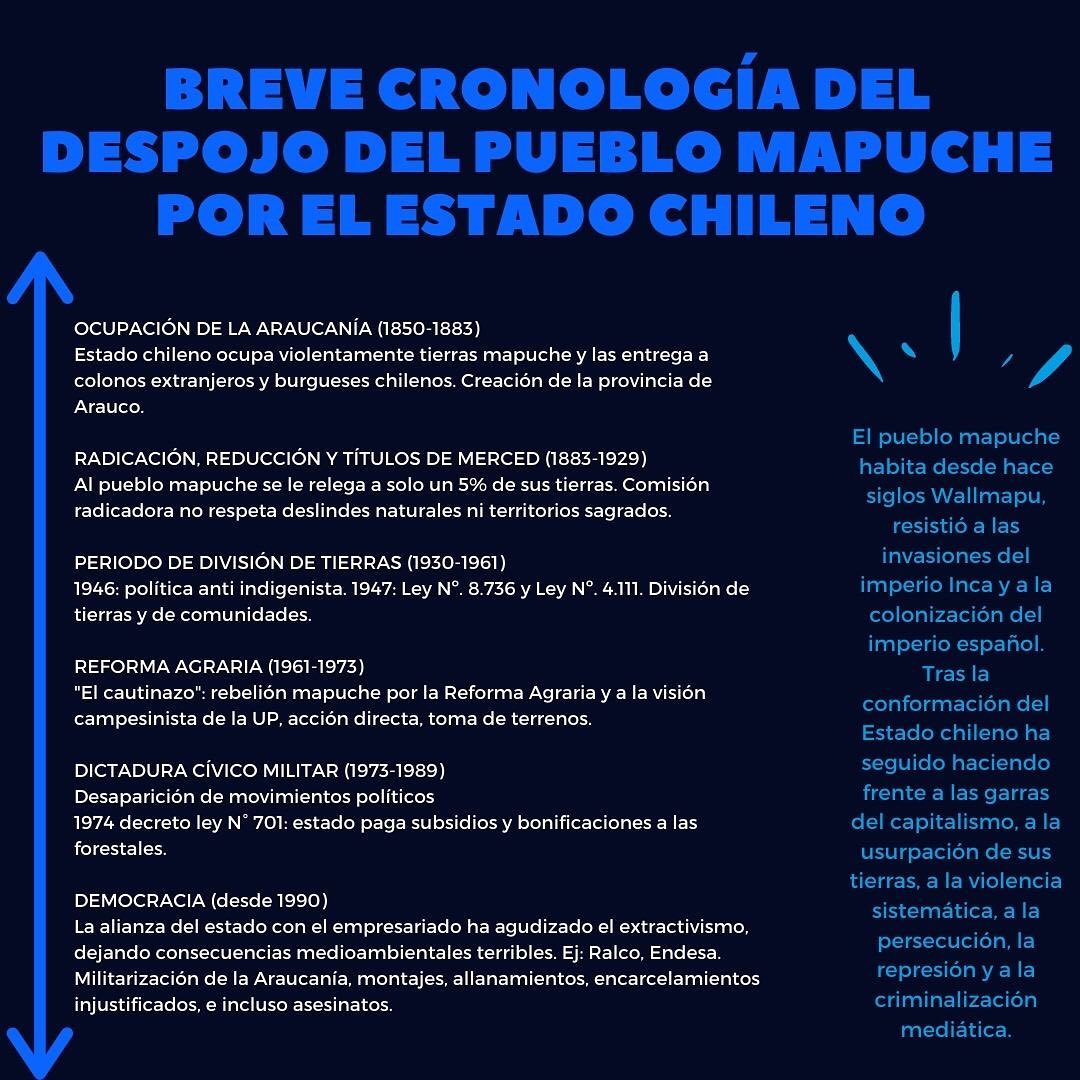 BREVE CRONOLOGÍA DEL
DESPOJO DEL PUEBLO MAPUCHE
POR EL ESTADO CHILENO
OCUPACIÓN DE LA ARAUCANÍA (1850-1883)
Estado chileno ocupa violentamente tierras mapuche y las entrega a
colonos extranjeros y burgueses chilenos. Creación de la provincia de
Arauco.
RADICACIÓN, REDUCCIÓN Y TÍTULOS DE MERCED (1883-1929)
Al pueblo mapuche se le relega a solo un 5% de sus tierras. Comisión
radicadora no respeta deslindes naturales ni territorios sagrados.
PERIODO DE DIVISIÓN DE TIERRAS (1930-1961)
1946: política anti indigenista. 1947: Ley Nº. 8.736 y Ley Nº. 4.111. División de
tierras y de comunidades.
REFORMA AGRARIA (1961-1973)
"El cautinazo": rebelión mapuche por la Reforma Agraria y a la visión
campesinista de la UP, acción directa, toma de terrenos.
DICTADURA CÍVICO MILITAR (1973-1989)
Desaparición de movimientos políticos
1974 decreto ley N° 701: estado paga subsidios y bonificaciones a las
forestales.
DEMOCRACIA (desde 1990)
La alianza del estado con el empresariado ha agudizado el extractivismo,
dejando consecuencias medioambientales terribles. Ej: Ralco, Endesa.
Militarización de la Araucanía, montajes, allanamientos, encarcelamientos
injustificados, e incluso asesinatos.
El pueblo mapuche
habita desde hace
siglos Wallmapu,
resistió a las
invasiones del
imperio Inca y a la
colonización del
imperio español.
Tras la
conformación del
Estado chileno ha
seguido haciendo
frente a las garras
del capitalismo, a la
usurpación de sus
tierras, a la violencia
sistemática, a la
persecución, la
represión y a la
criminalización
mediática.